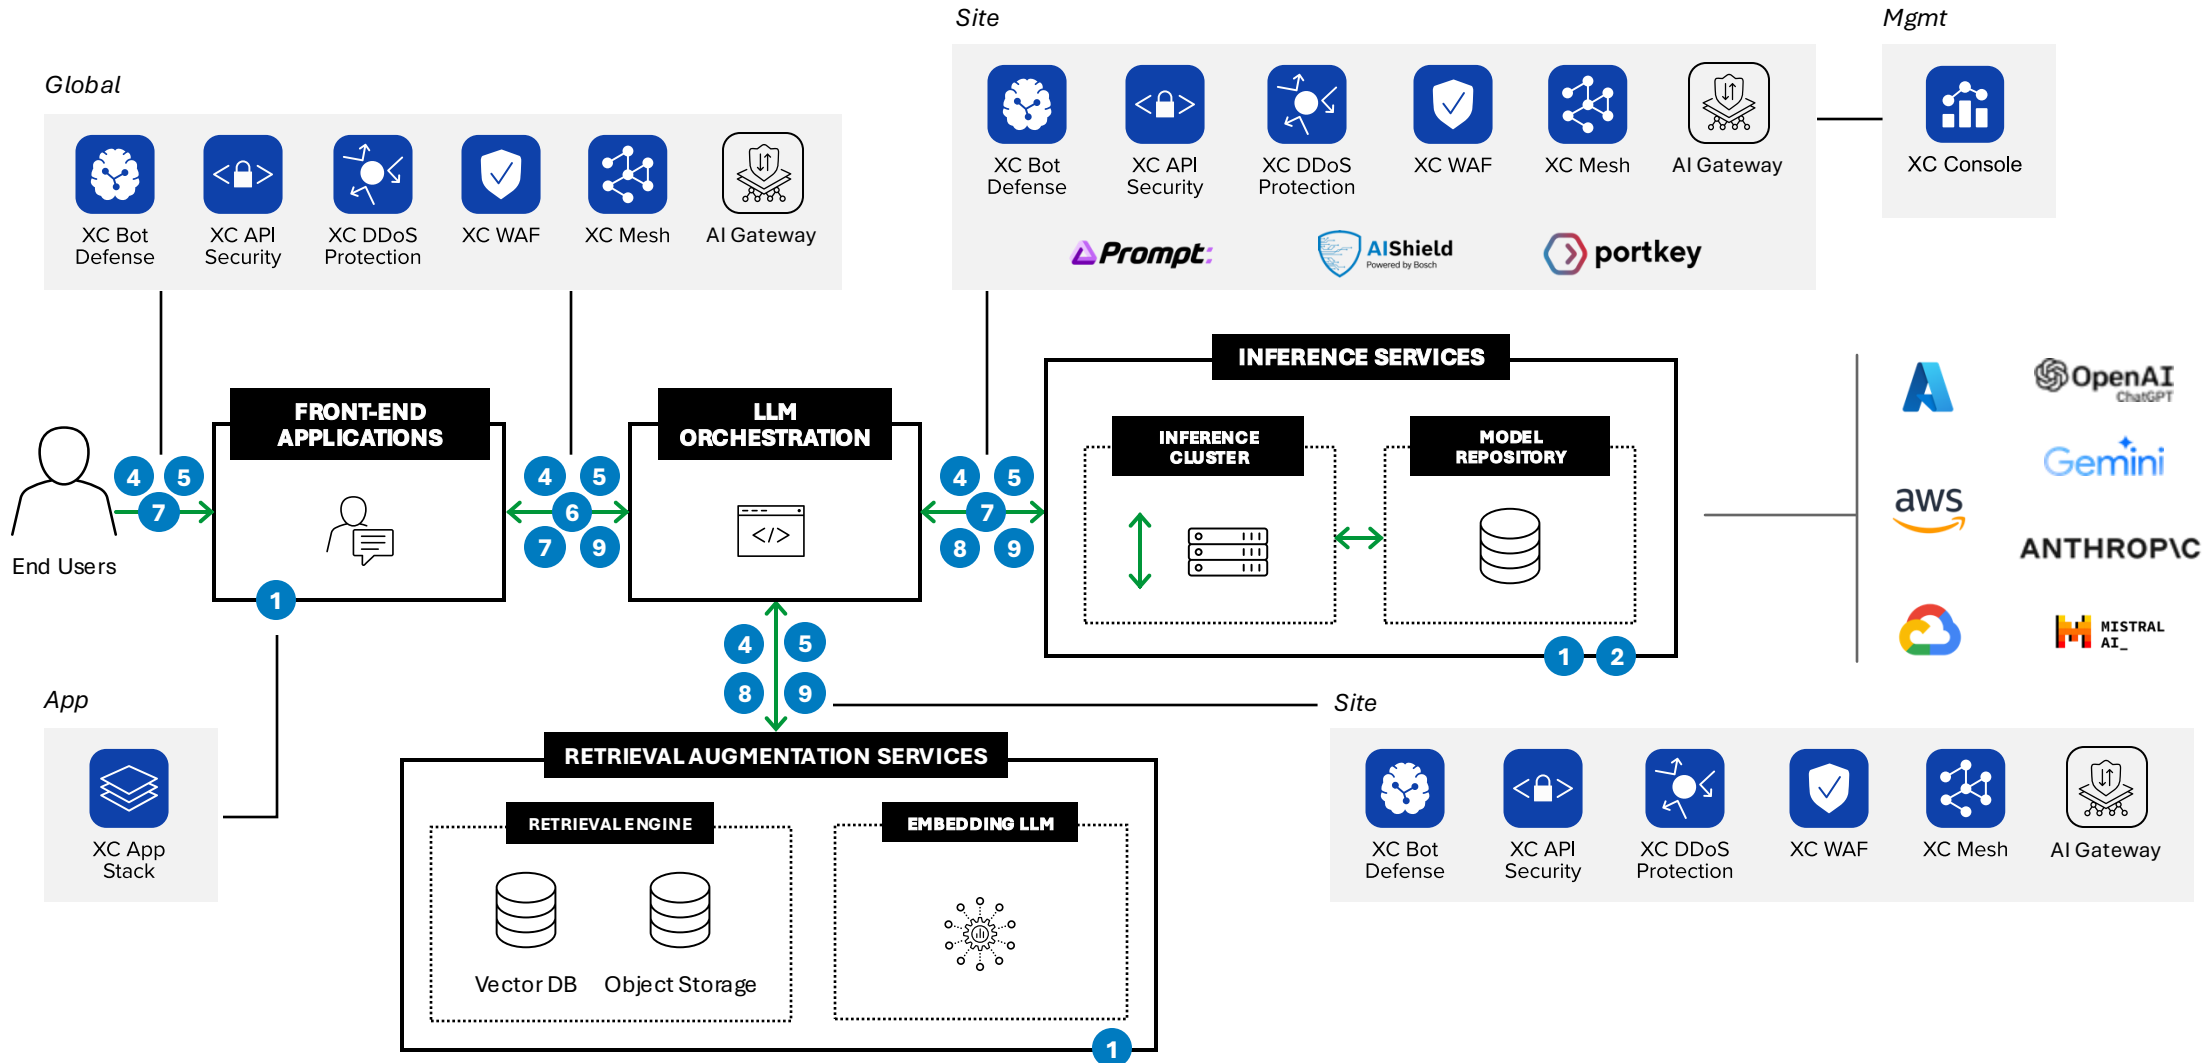 Site
Mgmt
Global
XC Bot
Defense
XC API
Security
XC DDoS
Protection
XC WAF
XC Mesh
AI Gateway
XC Console
XC Bot
Defense
XC API
Security
XC DDoS
Protection
XC WAF
XC Mesh
AI Gateway
Prompt:
AIShield
Powered by Bosch
portkey
INFERENCE SERVICES
FRONT-END
APPLICATIONS
LLM
ORCHESTRATION
INFERENCE
CLUSTER
MODEL
REPOSITORY
OpenAI
ChatGPT
Gemini
aws
ANTHROP\C
MISTRAL
AI_
4
5
7
4
5
6
7
9
4
5
7
8
9
</>
End Users
1
4
5
8
9
1
2
App
Site
XC App
Stack
RETRIEVAL AUGMENTATION SERVICES
RETRIEVAL ENGINE
EMBEDDING LLM
Vector DB
Object Storage
1
XC Bot
Defense
XC API
Security
XC DDoS
Protection
XC WAF
XC Mesh
AI Gateway